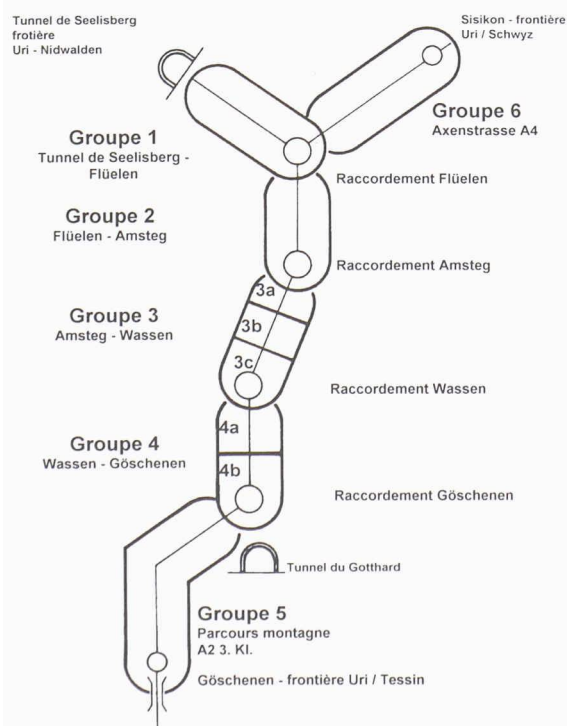 Tunnel de Seelisberg
frotière
Uri - Nidwalden
Sisikon - frontière
Uri / Schwyz
Groupe 6
Axenstrasse A4
Groupe 1
Tunnel de Seelisberg -
Flüelen
Raccordement Flüelen
Groupe 2
Flüelen - Amsteg
Raccordement Amsteg
3a
Groupe 3
Amsteg - Wassen
3b
3c
Raccordement Wassen
4a
Groupe 4
Wassen - Göschenen
4b
Raccordement Göschenen
Tunnel du Gotthard
Groupe 5
Parcours montagne
A2 3. Kl.
Göschenen - frontière Uri / Tessin